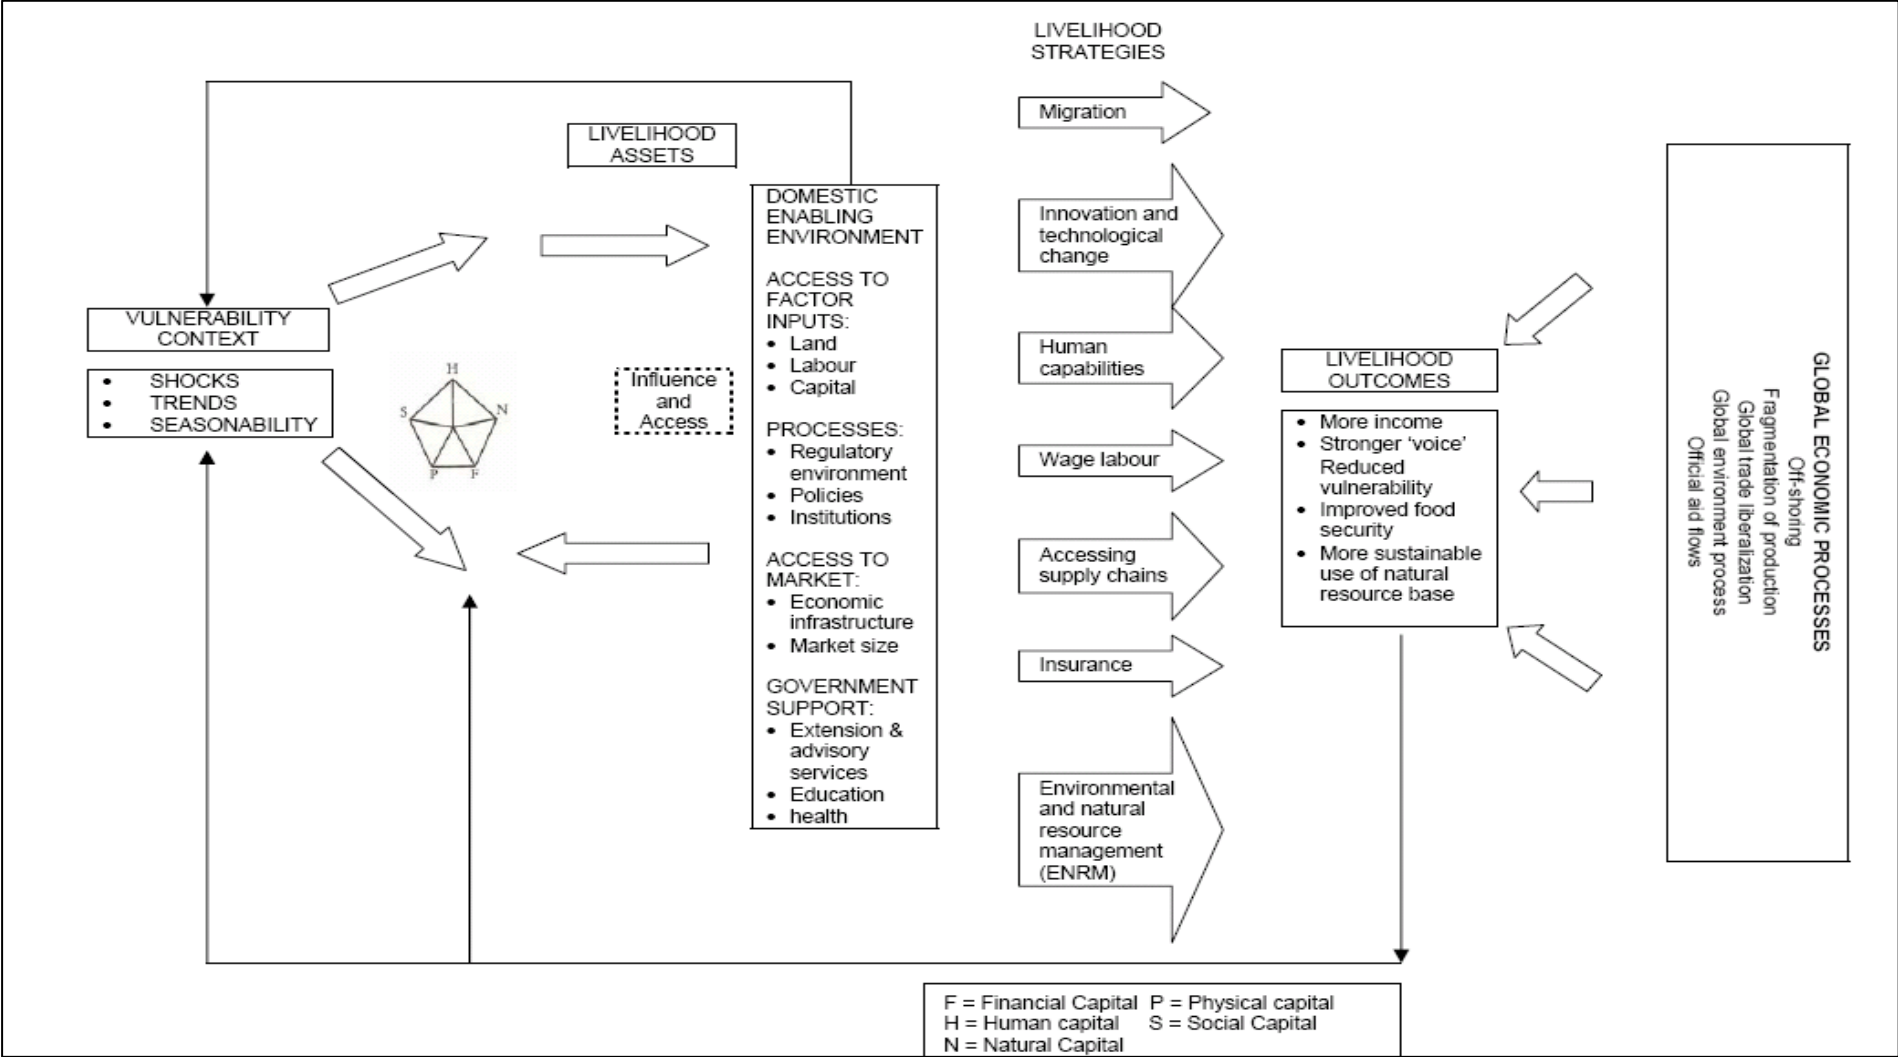 LIVELIHOOD
STRATEGIES
LIVELIHOOD
ASSETS
VULNERABILITY
CONTEXT
• SHOCKS
• TRENDS
• SEASONABILITY
H
S
N
P
F
Influence
and
Access
DOMESTIC
ENABLING
ENVIRONMENT
ACCESS TO
FACTOR
INPUTS:
• Land
• Labour
• Capital
PROCESSES:
• Regulatory
environment
• Policies
• Institutions
ACCESS TO
MARKET:
• Economic
infrastructure
• Market size
GOVERNMENT
SUPPORT:
• Extension &
advisory
services
• Education
• health
Migration
Innovation and
technological
change
Human
capabilities
Wage labour
Accessing
supply chains
Insurance
Environmental
and natural
resource
management
(ENRM)
LIVELIHOOD
OUTCOMES
• More income
• Stronger ‘voice’
Reduced
vulnerability
• Improved food
security
• More sustainable
use of natural
resource base
GLOBAL ECONOMIC PROCESSES
Off-shoring
Fragmentation of production
Global trade liberalization
Global environment process
Official aid flows
F = Financial Capital P = Physical capital
H = Human capital S = Social Capital
N = Natural Capital